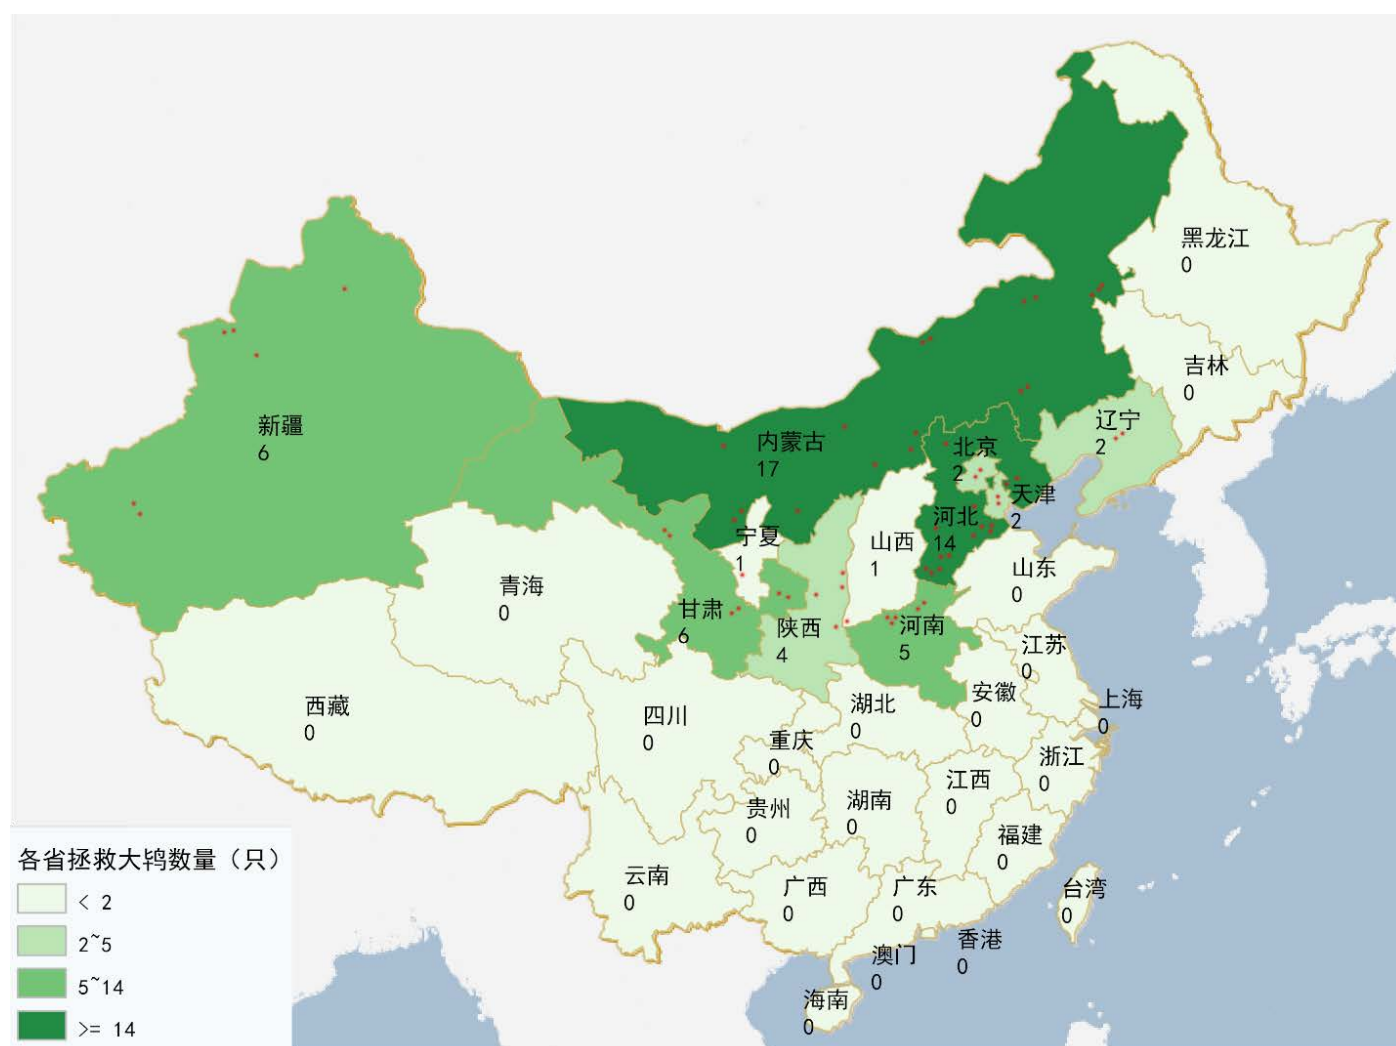 黑龙江
0
吉林
0
辽宁
2
新疆
6
内蒙古
17
北京
2
天津
2
河北
14
宁夏
1
山西
1
山东
0
青海
0
甘肃
6
陕西
4
河南
5
江苏
0
西藏
0
四川
0
湖北
0
安徽
0
上海
0
重庆
0
浙江
0
贵州
0
湖南
0
江西
0
福建
0
云南
0
广西
0
广东
0
台湾
0
澳门
0
香港
0
海南
0
各省拯救大鸨数量（只）
< 2
2~5
5~14
>= 14